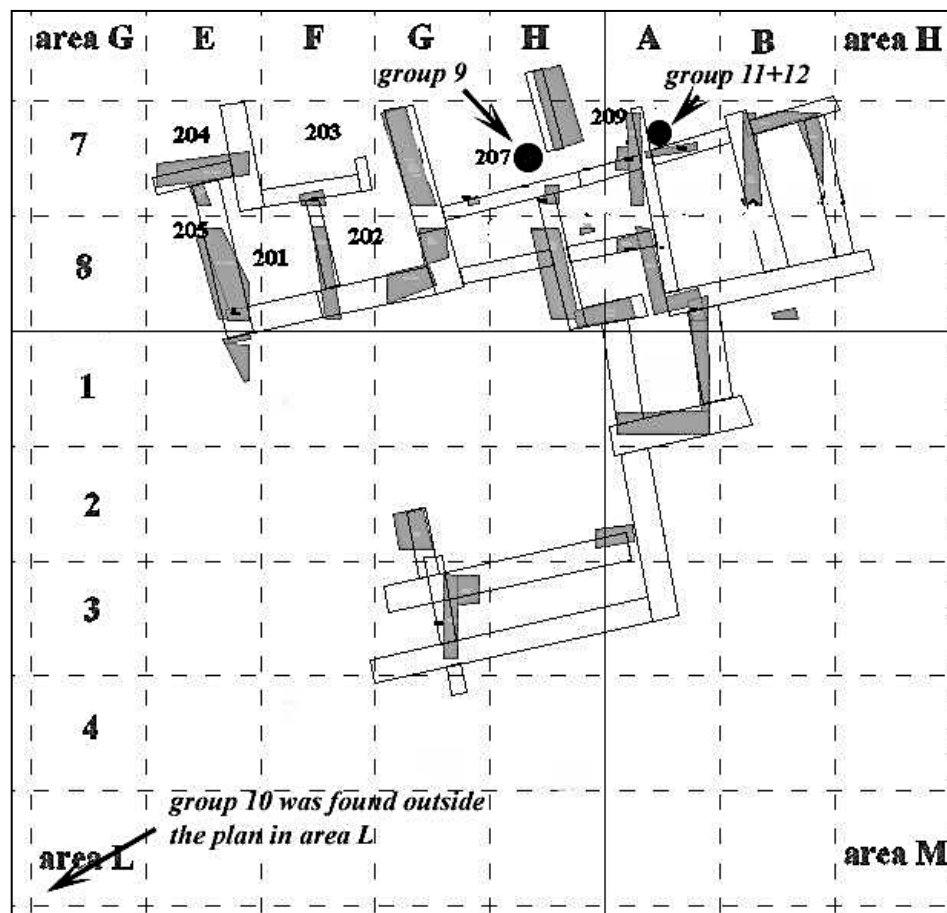 area G E F G H A B area H
group 9 group 11+12
7 204 203 207 209
205 201 202
8
1
2
3
4
group 10 was found outside
the plan in area L
area L area M